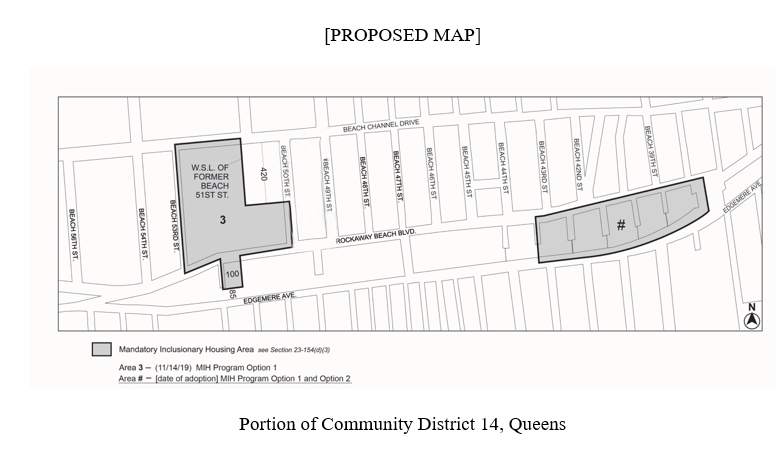 [PROPOSED MAP]
BEACH CHANNEL DRIVE
W.S.L. OF
FORMER
BEACH
51ST ST.
3
420
100
85
BEACH 56TH ST.
BEACH 54TH ST.
BEACH 53RD ST.
BEACH 50TH ST.
BEACH 49TH ST.
BEACH 48TH ST.
BEACH 47TH ST.
BEACH 46TH ST.
BEACH 45TH ST.
BEACH 44TH ST.
BEACH 43RD ST.
BEACH 42ND ST
BEACH 39TH ST.
ROCKAWAY BEACH BLVD.
EDGEMERE AVE.
#
EDGEMERE AVE.
N
Mandatory Inclusionary Housing Area see Section 23-154(d)(3)
Area 3 – (11/14/19) MIH Program Option 1
Area # – [date of adoption] MIH Program Option 1 and Option 2
Portion of Community District 14, Queens